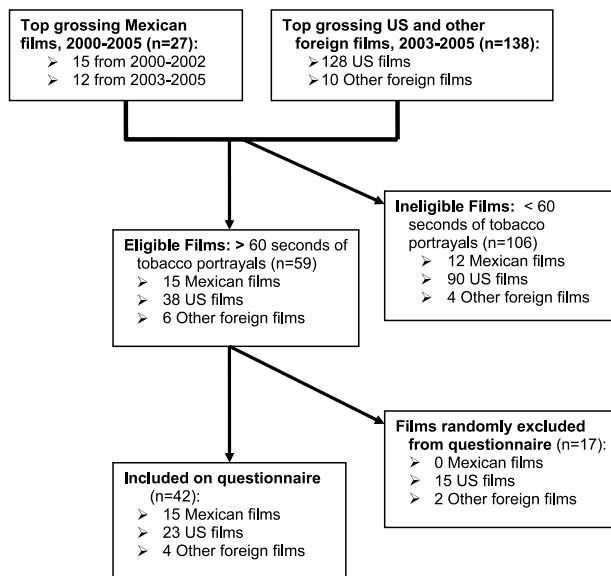 Top grossing Mexican
films, 2000-2005 (n=27):
➢ 15 from 2000-2002
➢ 12 from 2003-2005
Top grossing US and other
foreign films, 2003-2005 (n=138):
➢128 US films
➢10 Other foreign films
Ineligible Films: < 60
seconds of tobacco
portrayals (n=106)
➢ 12 Mexican films
➢ 90 US films
➢ 4 Other foreign films
Eligible Films: > 60 seconds of
tobacco portrayals (n=59)
➢ 15 Mexican films
➢ 38 US films
➢ 6 Other foreign films
Films randomly excluded
from questionnaire (n=17):
➢ 0 Mexican films
➢ 15 US films
➢ 2 Other foreign films
Included on questionnaire
(n=42):
➢ 15 Mexican films
➢ 23 US films
➢ 4 Other foreign films